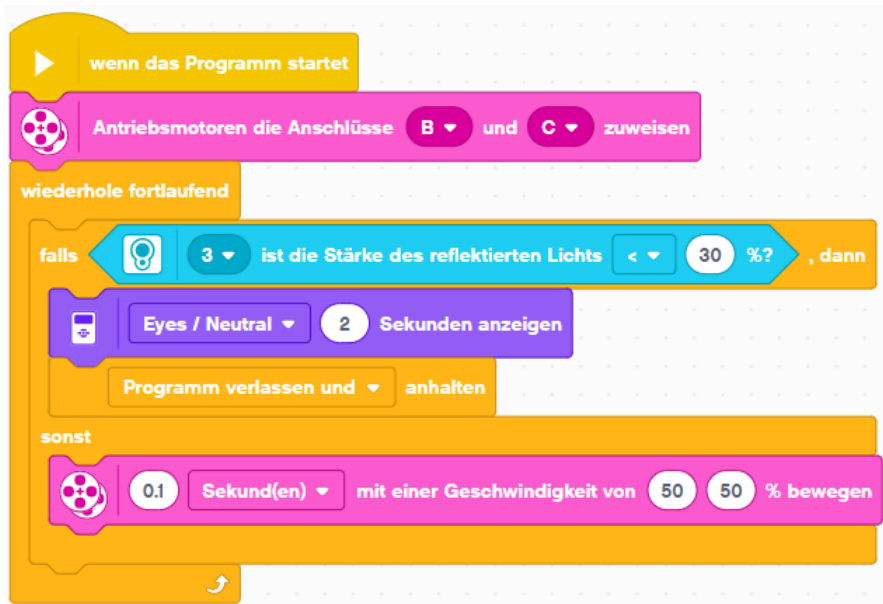 wenn das Programm startet
Antriebsmotoren die Anschlüsse B und C zuweisen
wiederhole fortlaufend
falls 3 ist die Stärke des reflektierten Lichts < 30 %? , dann
Eyes / Neutral 2 Sekunden anzeigen
Programm verlassen und anhalten
sonst
0.1 Sekund(en) mit einer Geschwindigkeit von 50 50 % bewegen